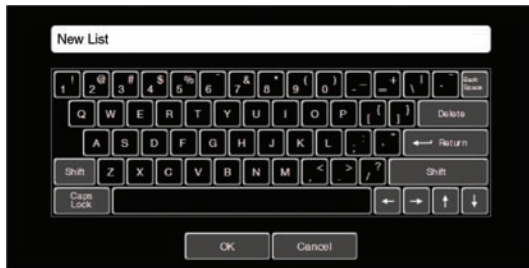 New List
1 ! 2 @ 3 # 4 $ 5 % 6 7 & 8 9 ( 0 ) - _ = + \ | Back Space
Q W E R T Y U I O P [ { ] } Delete
A S D F G H J K L ; : ' " Return
Shift Z X C V B N M , < . > / ? Shift
Caps Lock ← → ↑ ↓
OK Cancel